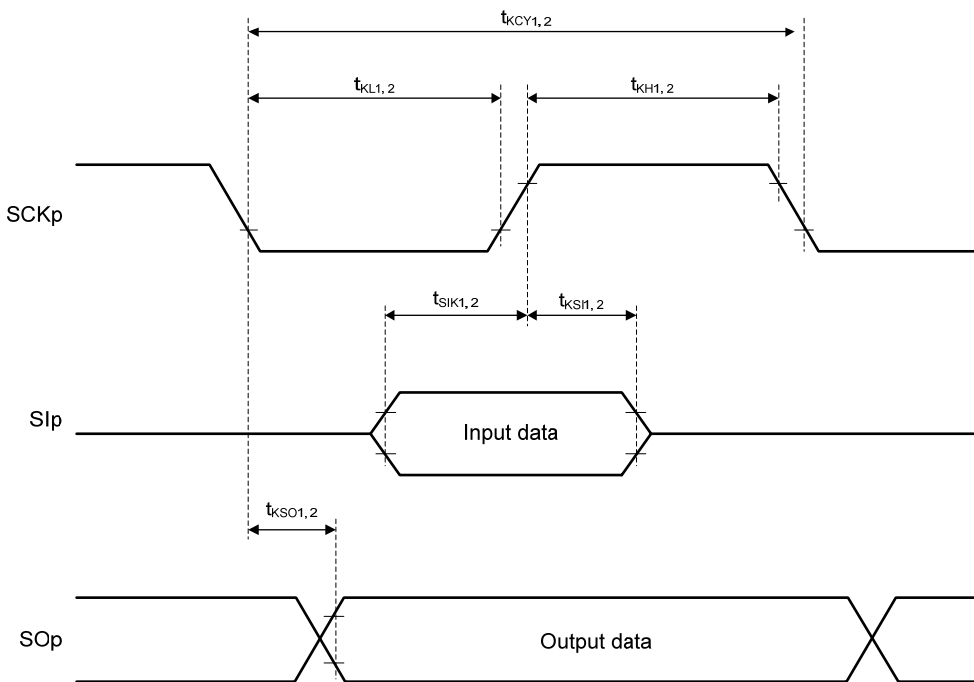 tKCY1, 2
tKL1, 2
tKH1, 2
SCKp
tSIK1, 2
tKSI1, 2
SIp
Input data
tKSO1, 2
SOp
Output data